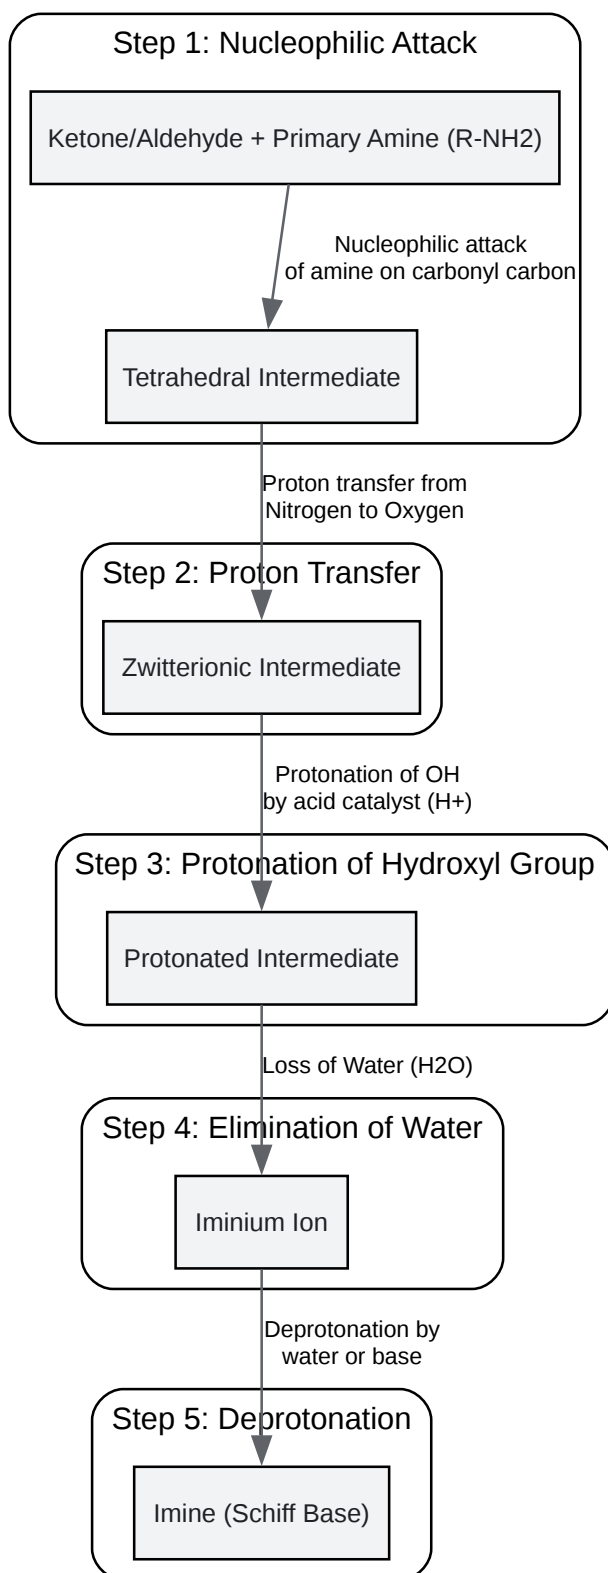 Step 1: Nucleophilic Attack
Ketone/Aldehyde + Primary Amine (R-NH2)
Nucleophilic attack
of amine on carbonyl carbon
Tetrahedral Intermediate
Proton transfer from
Nitrogen to Oxygen
Step 2: Proton Transfer
Zwitterionic Intermediate
Protonation of OH
by acid catalyst (H+)
Step 3: Protonation of Hydroxyl Group
Protonated Intermediate
Loss of Water (H2O)
Step 4: Elimination of Water
Iminium Ion
Deprotonation by
water or base
Step 5: Deprotonation
Imine (Schiff Base)